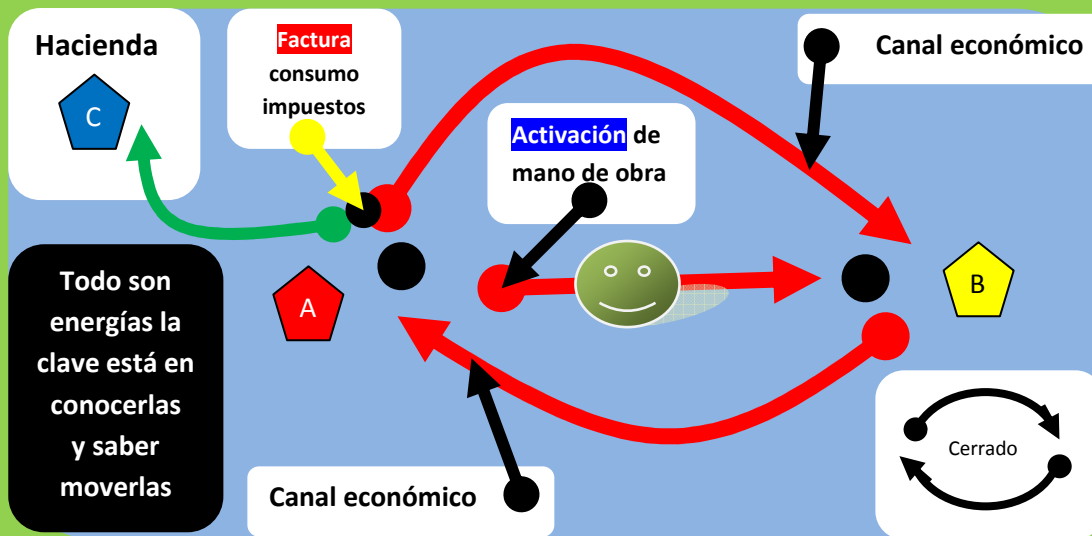 Hacienda
C
Factura
consumo
impuestos
Canal económico
Activación de
mano de obra
Todo son
energías la
clave está en
conocerlas
y saber
moverlas
A
B
Canal económico
Cerrado